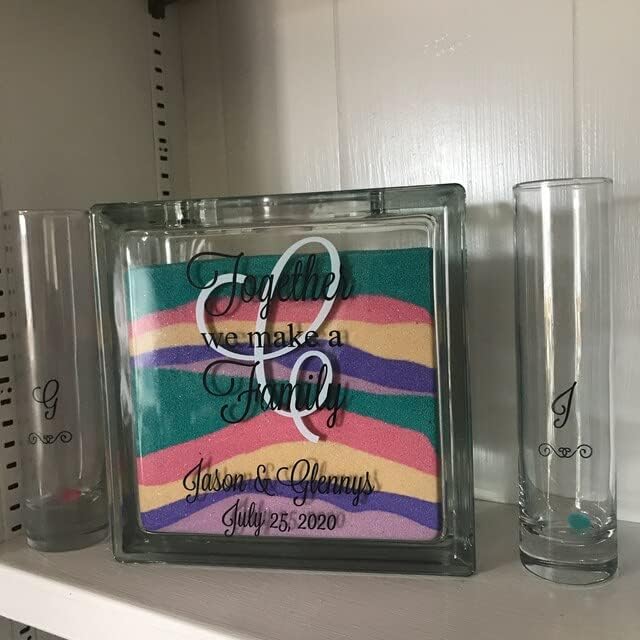 G
Together
we make a
Family
L
Jason & Glennys
July 25, 2020
J